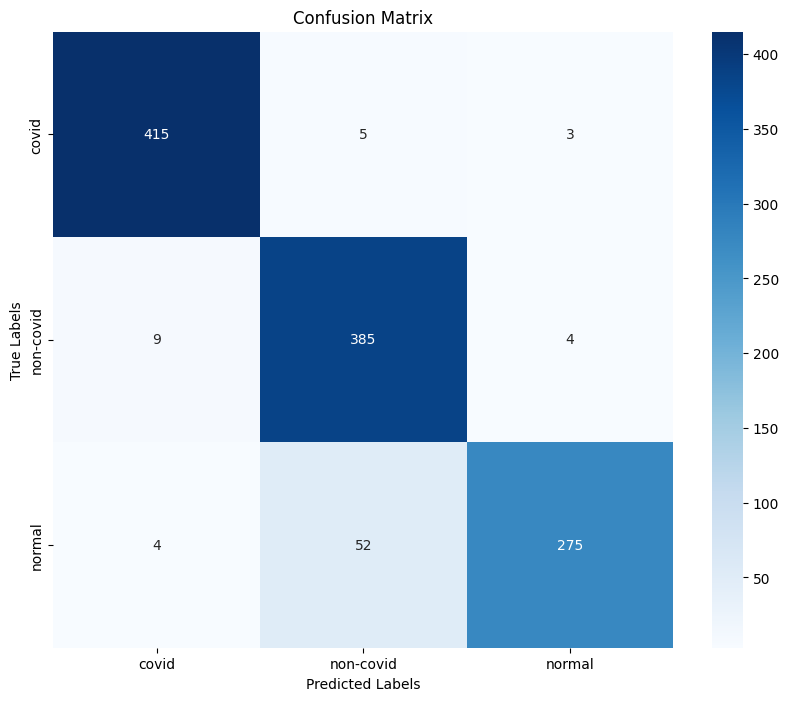 Confusion Matrix
True Labels
covid
415
5
3
non-covid
9
385
4
normal
4
52
275
covid
non-covid
normal
Predicted Labels
400
350
300
250
200
150
100
50